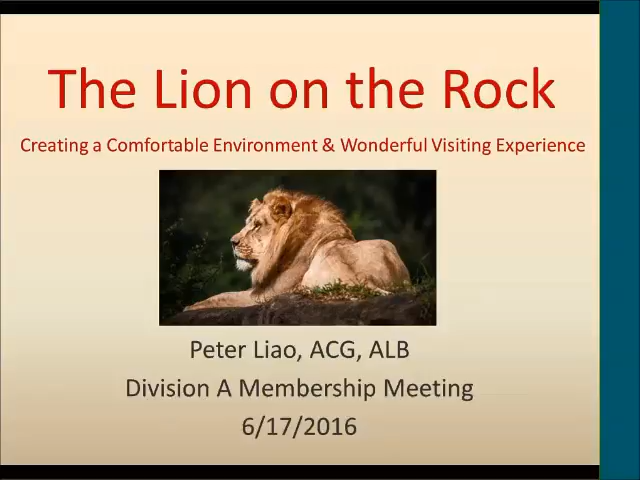 The Lion on the Rock
Creating a Comfortable Environment & Wonderful Visiting Experience
Peter Liao, ACG, ALB
Division A Membership Meeting
6/17/2016